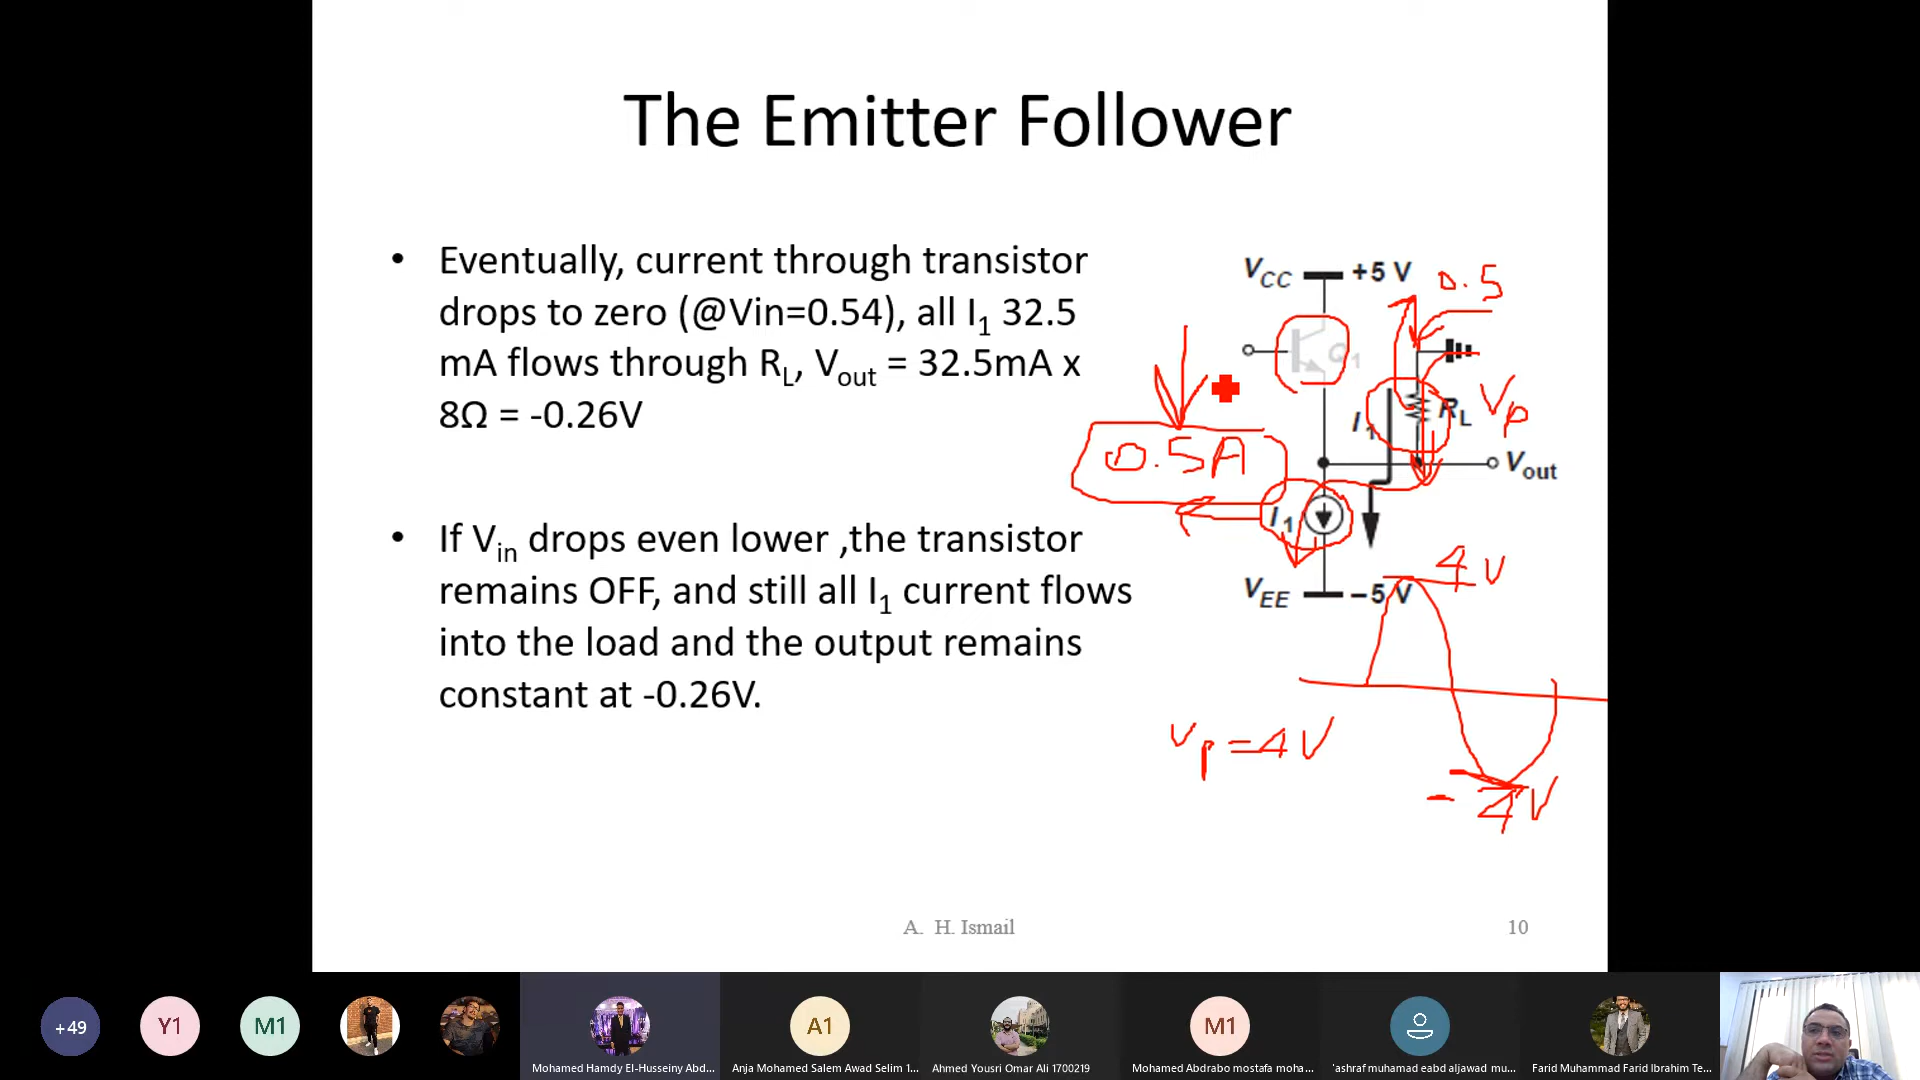 The Emitter Follower
• Eventually, current through transistor
drops to zero (@Vin=0.54), all I1 32.5
mA flows through RL, Vout = 32.5mA x
8Ω = -0.26V
• If Vin drops even lower ,the transistor
remains OFF, and still all I1 current flows
into the load and the output remains
constant at -0.26V.
VCC +5 V
0.5
Q1
I1 RL Vp
0.5A
Vout
I1
VEE −5 V
4 V
Vp = 4 V
- 4 V
A. H. Ismail
10
+49
Y1
M1
A1
M1
Mohamed Hamdy El-Husseiny Abd...
Anja Mohamed Salem Awad Selim 1...
Ahmed Yousri Omar Ali 1700219
Mohamed Abdrabo mostafa moha...
'ashraf muhamad eabd aljawad mu...
Farid Muhammad Farid Ibrahim Te...